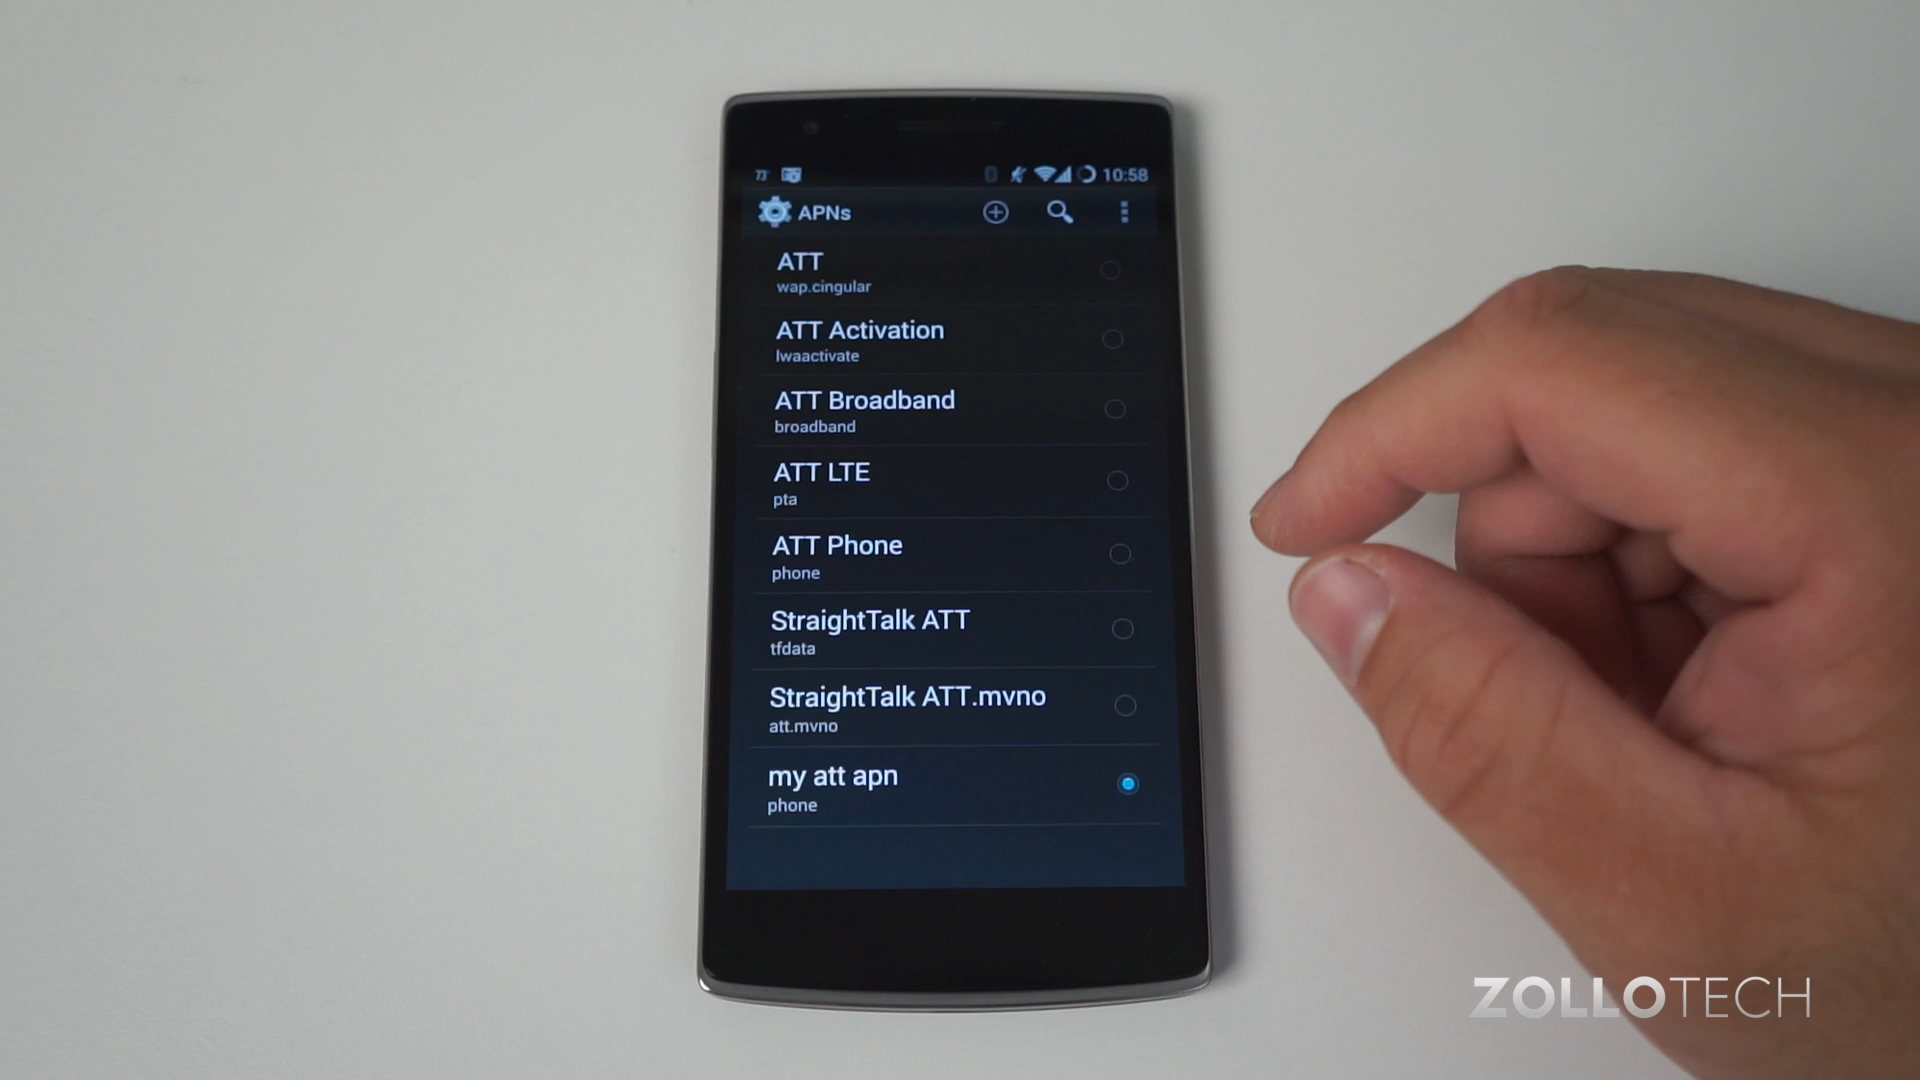 73° 10:58
APNs
ATT
wap.cingular
ATT Activation
lwaactivate
ATT Broadband
broadband
ATT LTE
pta
ATT Phone
phone
StraightTalk ATT
tfdata
StraightTalk ATT.mvno
att.mvno
my att apn
phone
ZOLLOTECH